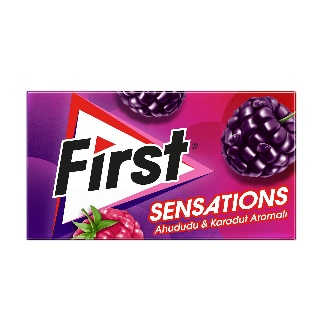 First®
SENSATIONS
Ahududu & Karadut Aromalı